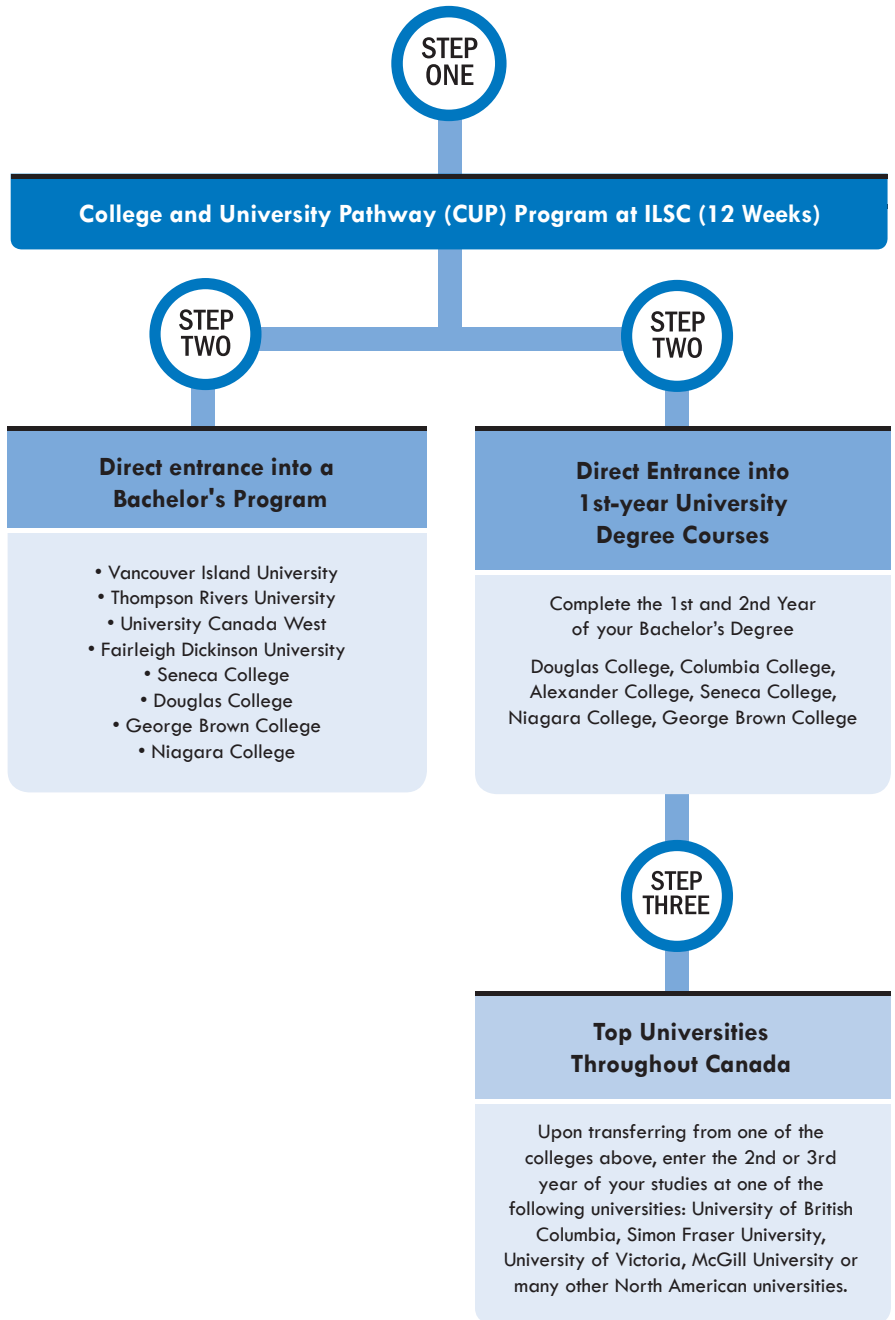 STEP
ONE
College and University Pathway (CUP) Program at ILSC (12 Weeks)
STEP
TWO
Direct entrance into a
Bachelor's Program
• Vancouver Island University
• Thompson Rivers University
• University Canada West
• Fairleigh Dickinson University
• Seneca College
• Douglas College
• George Brown College
• Niagara College
STEP
TWO
Direct Entrance into
1st-year University
Degree Courses
Complete the 1st and 2nd Year
of your Bachelor’s Degree
Douglas College, Columbia College,
Alexander College, Seneca College,
Niagara College, George Brown College
STEP
THREE
Top Universities
Throughout Canada
Upon transferring from one of the
colleges above, enter the 2nd or 3rd
year of your studies at one of the
following universities: University of British
Columbia, Simon Fraser University,
University of Victoria, McGill University or
many other North American universities.